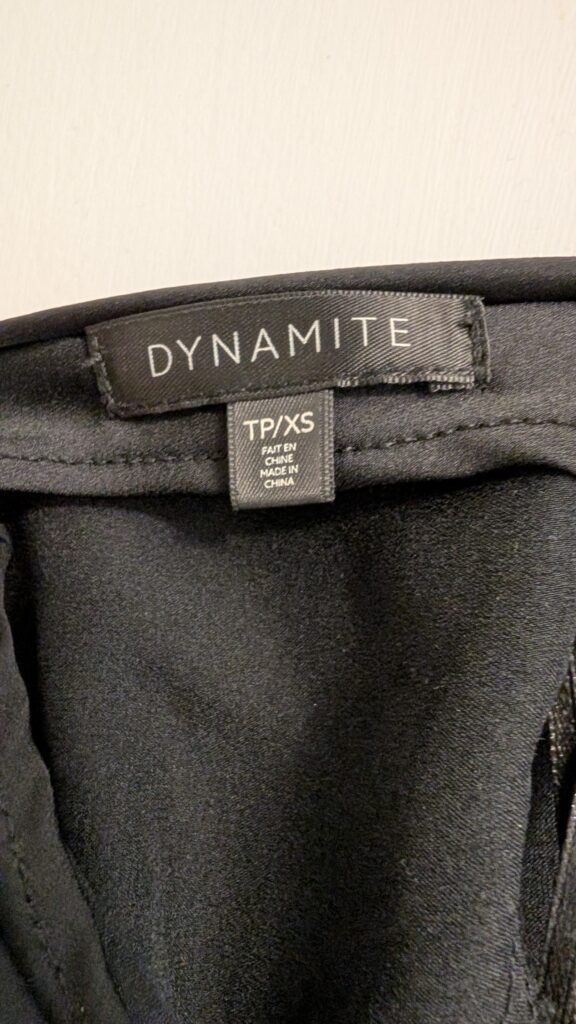 DYNAMITE
TP/XS
FAIT EN
CHINE
MADE IN
CHINA